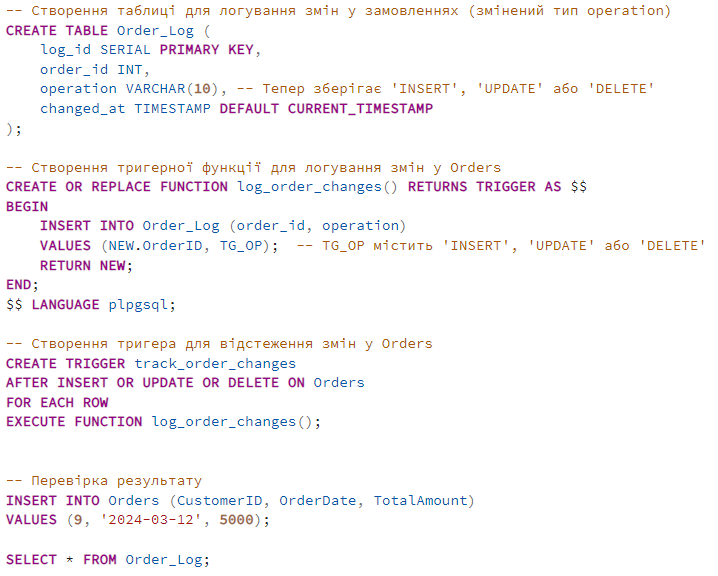 -- Створення таблиці для логування змін у замовленнях (змінений тип operation)
CREATE TABLE Order_Log (
    log_id SERIAL PRIMARY KEY,
    order_id INT,
    operation VARCHAR(10), -- Тепер зберігає 'INSERT', 'UPDATE' або 'DELETE'
    changed_at TIMESTAMP DEFAULT CURRENT_TIMESTAMP
);

-- Створення тригерної функції для логування змін у Orders
CREATE OR REPLACE FUNCTION log_order_changes() RETURNS TRIGGER AS $$
BEGIN
    INSERT INTO Order_Log (order_id, operation)
    VALUES (NEW.OrderID, TG_OP);  -- TG_OP містить 'INSERT', 'UPDATE' або 'DELETE'
    RETURN NEW;
END;
$$ LANGUAGE plpgsql;

-- Створення тригера для відстеження змін у Orders
CREATE TRIGGER track_order_changes
AFTER INSERT OR UPDATE OR DELETE ON Orders
FOR EACH ROW
EXECUTE FUNCTION log_order_changes();

-- Перевірка результату
INSERT INTO Orders (CustomerID, OrderDate, TotalAmount)
VALUES (9, '2024-03-12', 5000);

SELECT * FROM Order_Log;